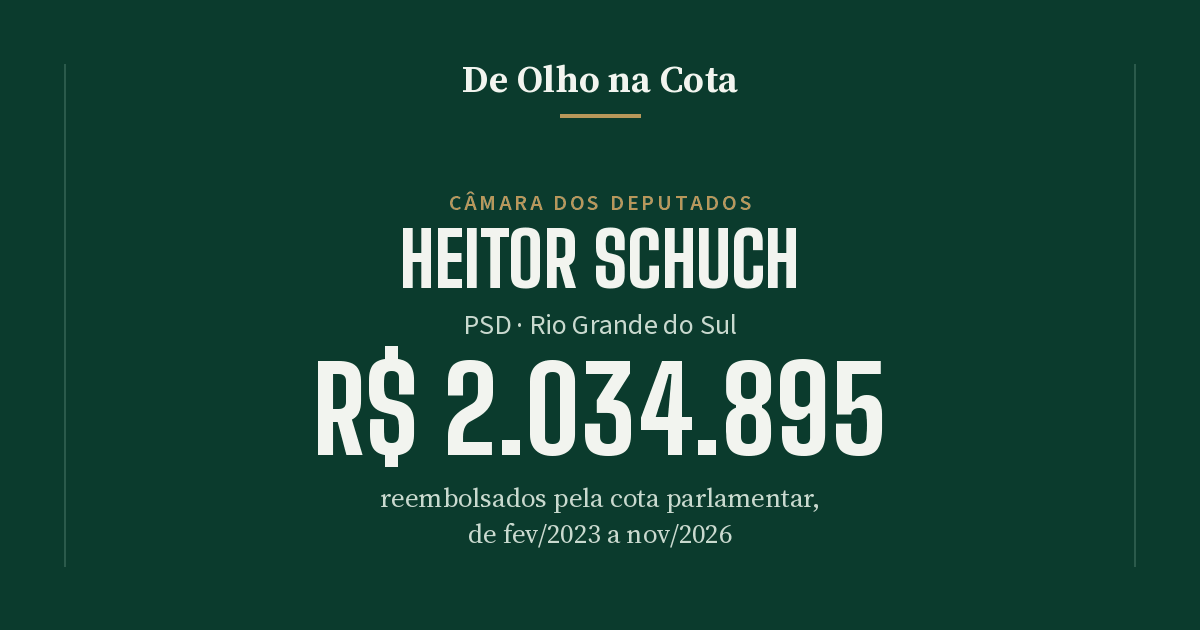 De Olho na Cota
CÂMARA DOS DEPUTADOS
HEITOR SCHUCH
PSD · Rio Grande do Sul
R$ 2.034.895
reembolsados pela cota parlamentar,
de fev/2023 a nov/2026